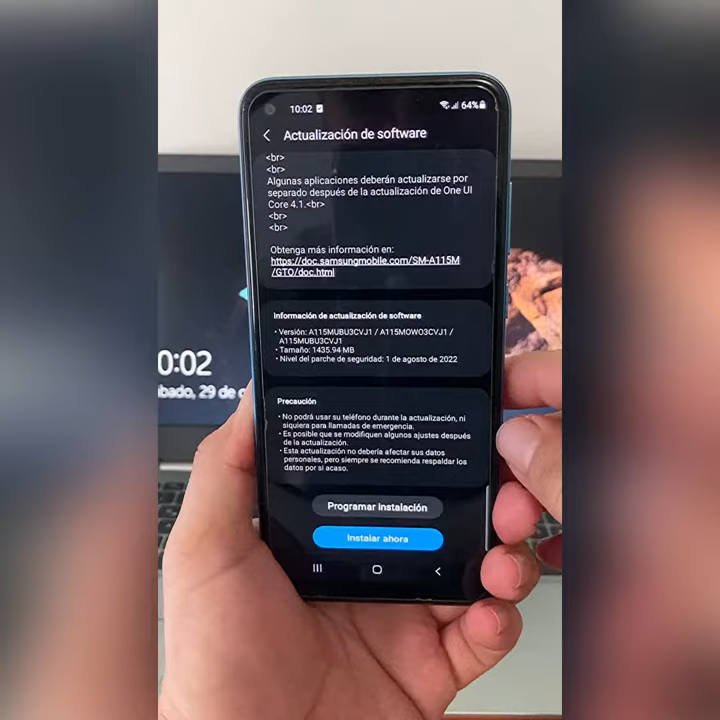 10:02
64%
Actualización de software
<br>
<br>
Algunas aplicaciones deberán actualizarse por
separado después de la actualización de One UI
Core 4.1.<br>
<br>
<br>
Obtenga más información en:
https://doc.samsungmobile.com/SM-A115M
/GTO/doc.html
Información de actualización de software
• Versión: A115MUBU3CVJ1 / A115MOWO3CVJ1 /
A115MUBU3CVJ1
• Tamaño: 1435.94 MB
• Nivel del parche de seguridad: 1 de agosto de 2022
Precaución
• No podrá usar su teléfono durante la actualización, ni
siquiera para llamadas de emergencia.
• Es posible que se modifiquen algunos ajustes después
de la actualización.
• Esta actualización no debería afectar sus datos
personales, pero siempre se recomienda respaldar los
datos por si acaso.
Programar instalación
Instalar ahora
0:02
bado, 29 de